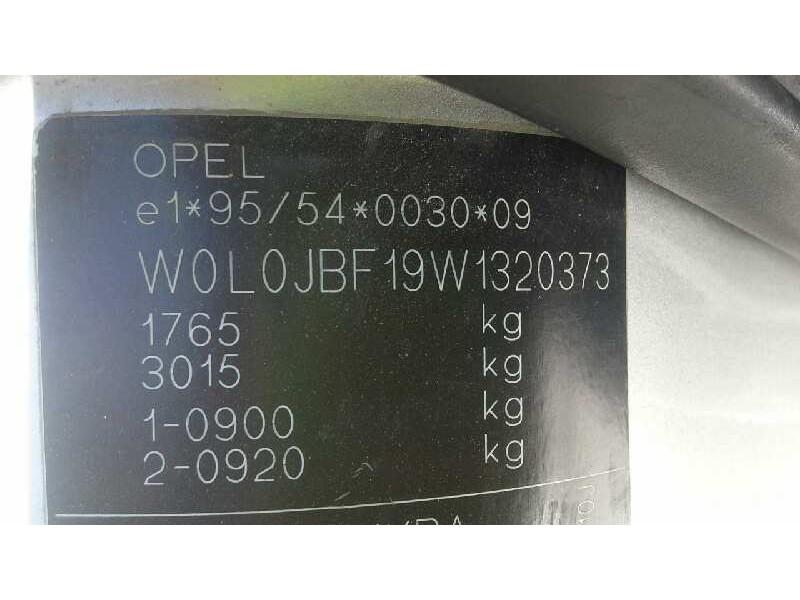 OPEL
e1*95/54*0030*09
W0L0JBF19W1320373
1765 kg
3015 kg
1-0900 kg
2-0920 kg